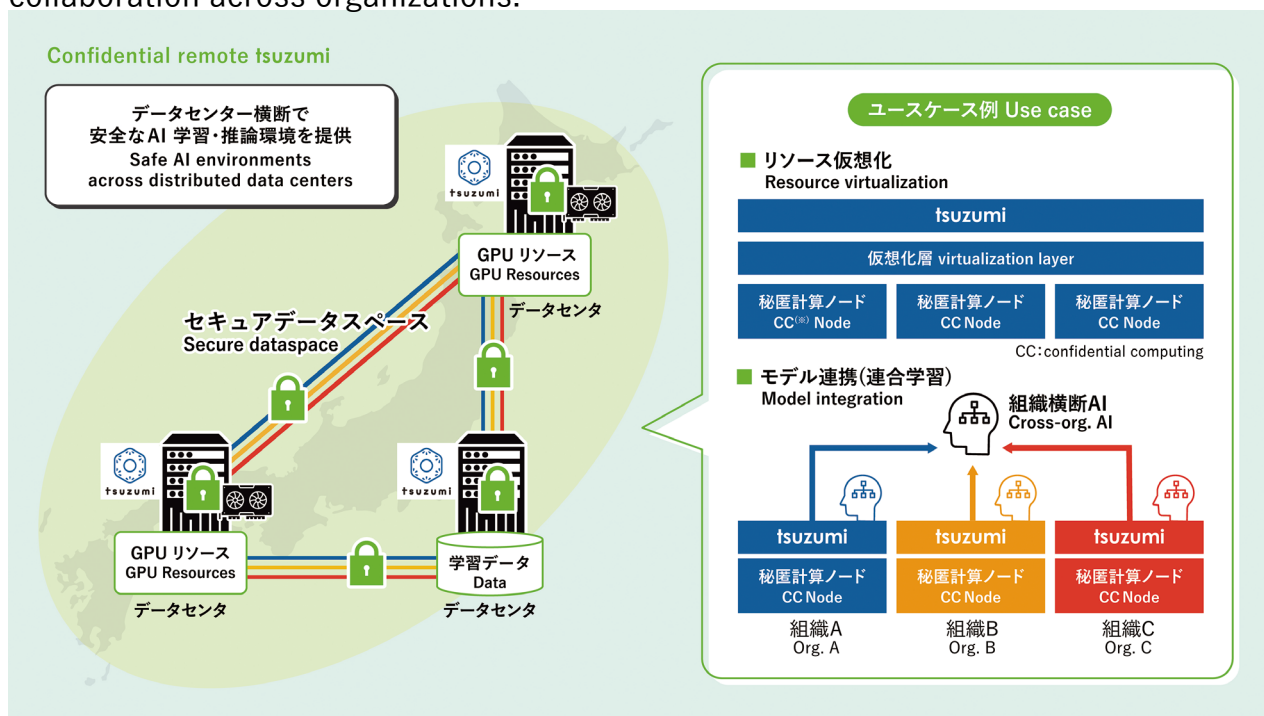 collaboration across organizations.
Confidential remote tsuzumi
データセンター横断で
安全なAI 学習・推論環境を提供
Safe AI environments
across distributed data centers
tsuzumi
GPU リソース
GPU Resources
データセンタ
セキュアデータスペース
Secure dataspace
tsuzumi
GPU リソース
GPU Resources
データセンタ
tsuzumi
学習データ
Data
データセンタ
ユースケース例 Use case
リソース仮想化
Resource virtualization
tsuzumi
仮想化層 virtualization layer
秘匿計算ノード
CC(※) Node
秘匿計算ノード
CC Node
秘匿計算ノード
CC Node
CC:confidential computing
モデル連携(連合学習)
Model integration
組織横断AI
Cross-org. AI
tsuzumi
秘匿計算ノード
CC Node
組織A
Org. A
tsuzumi
秘匿計算ノード
CC Node
組織B
Org. B
tsuzumi
秘匿計算ノード
CC Node
組織C
Org. C